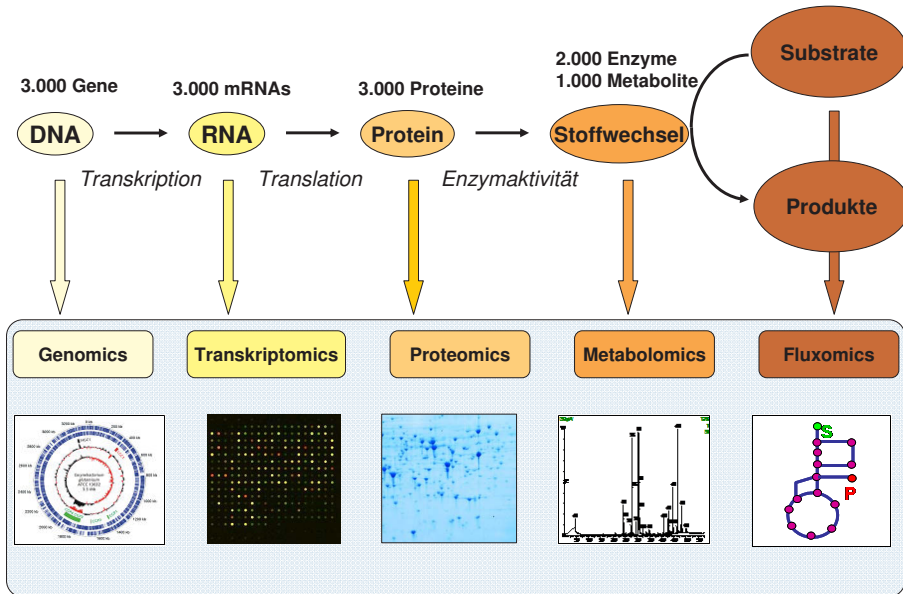 3.000 Gene
3.000 mRNAs
3.000 Proteine
2.000 Enzyme
1.000 Metabolite
Substrate
DNA
RNA
Protein
Stoffwechsel
Transkription
Translation
Enzymaktivität
Produkte
Genomics
Transkriptomics
Proteomics
Metabolomics
Fluxomics
S
P